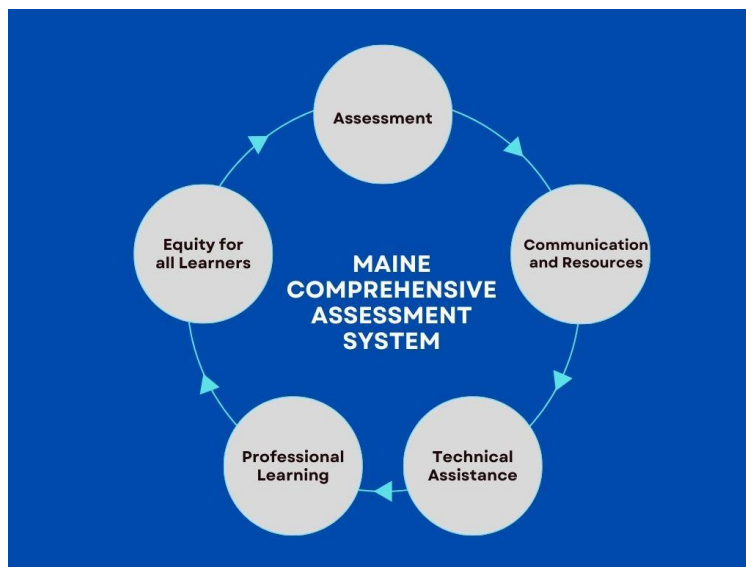 Assessment
Communication
and Resources
Technical
Assistance
Professional
Learning
Equity for
all Learners
MAINE
COMPREHENSIVE
ASSESSMENT
SYSTEM